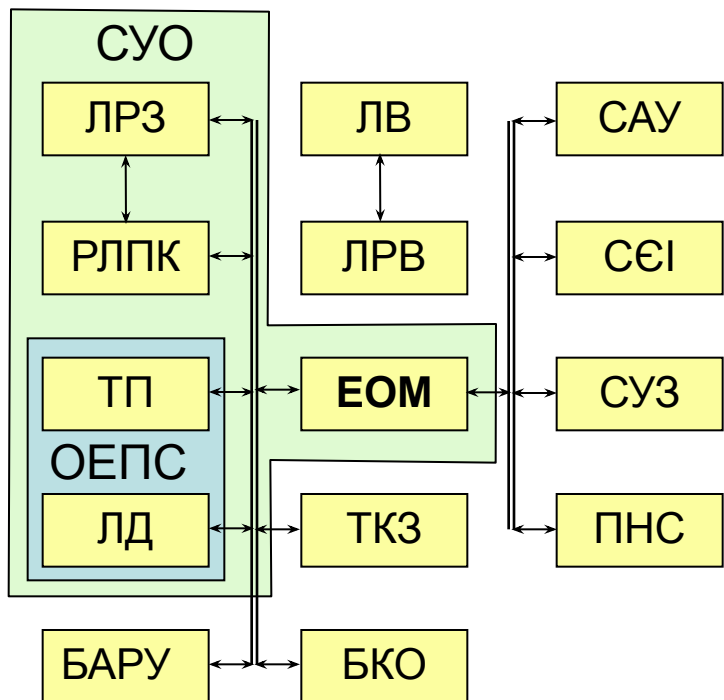 СУО
ЛРЗ
ЛВ
САУ
РЛПК
ЛРВ
СЄІ
ТП
ЕОМ
СУЗ
ОЕПС
ЛД
ТКЗ
ПНС
БАРУ
БКО